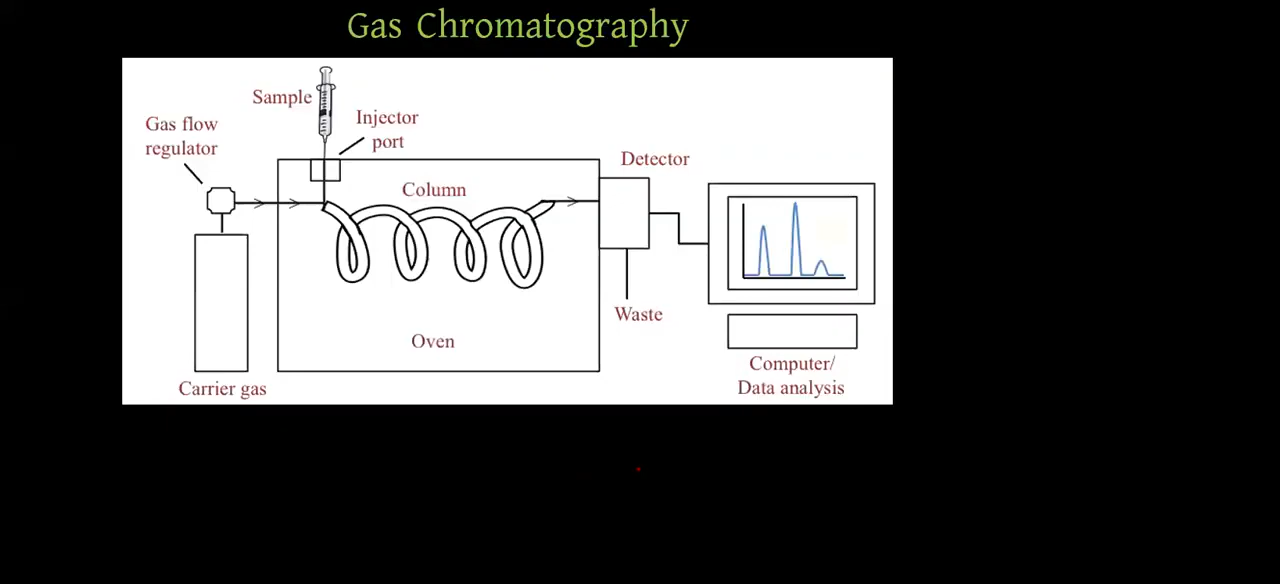 Gas Chromatography
Sample
Injector
port
Gas flow
regulator
Detector
Column
Waste
Oven
Computer/
Data analysis
Carrier gas